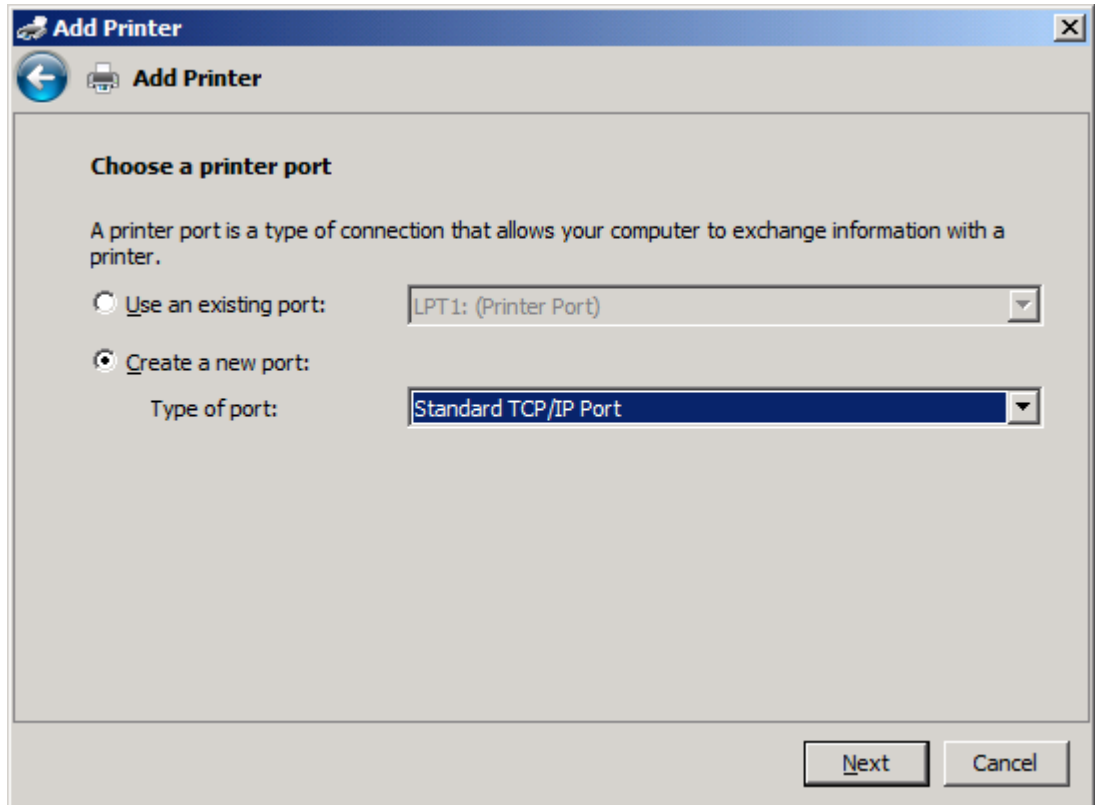 Add Printer
Add Printer
Choose a printer port
A printer port is a type of connection that allows your computer to exchange information with a
printer.
Use an existing port: LPT1: (Printer Port)
Create a new port:
Type of port: Standard TCP/IP Port
Next Cancel